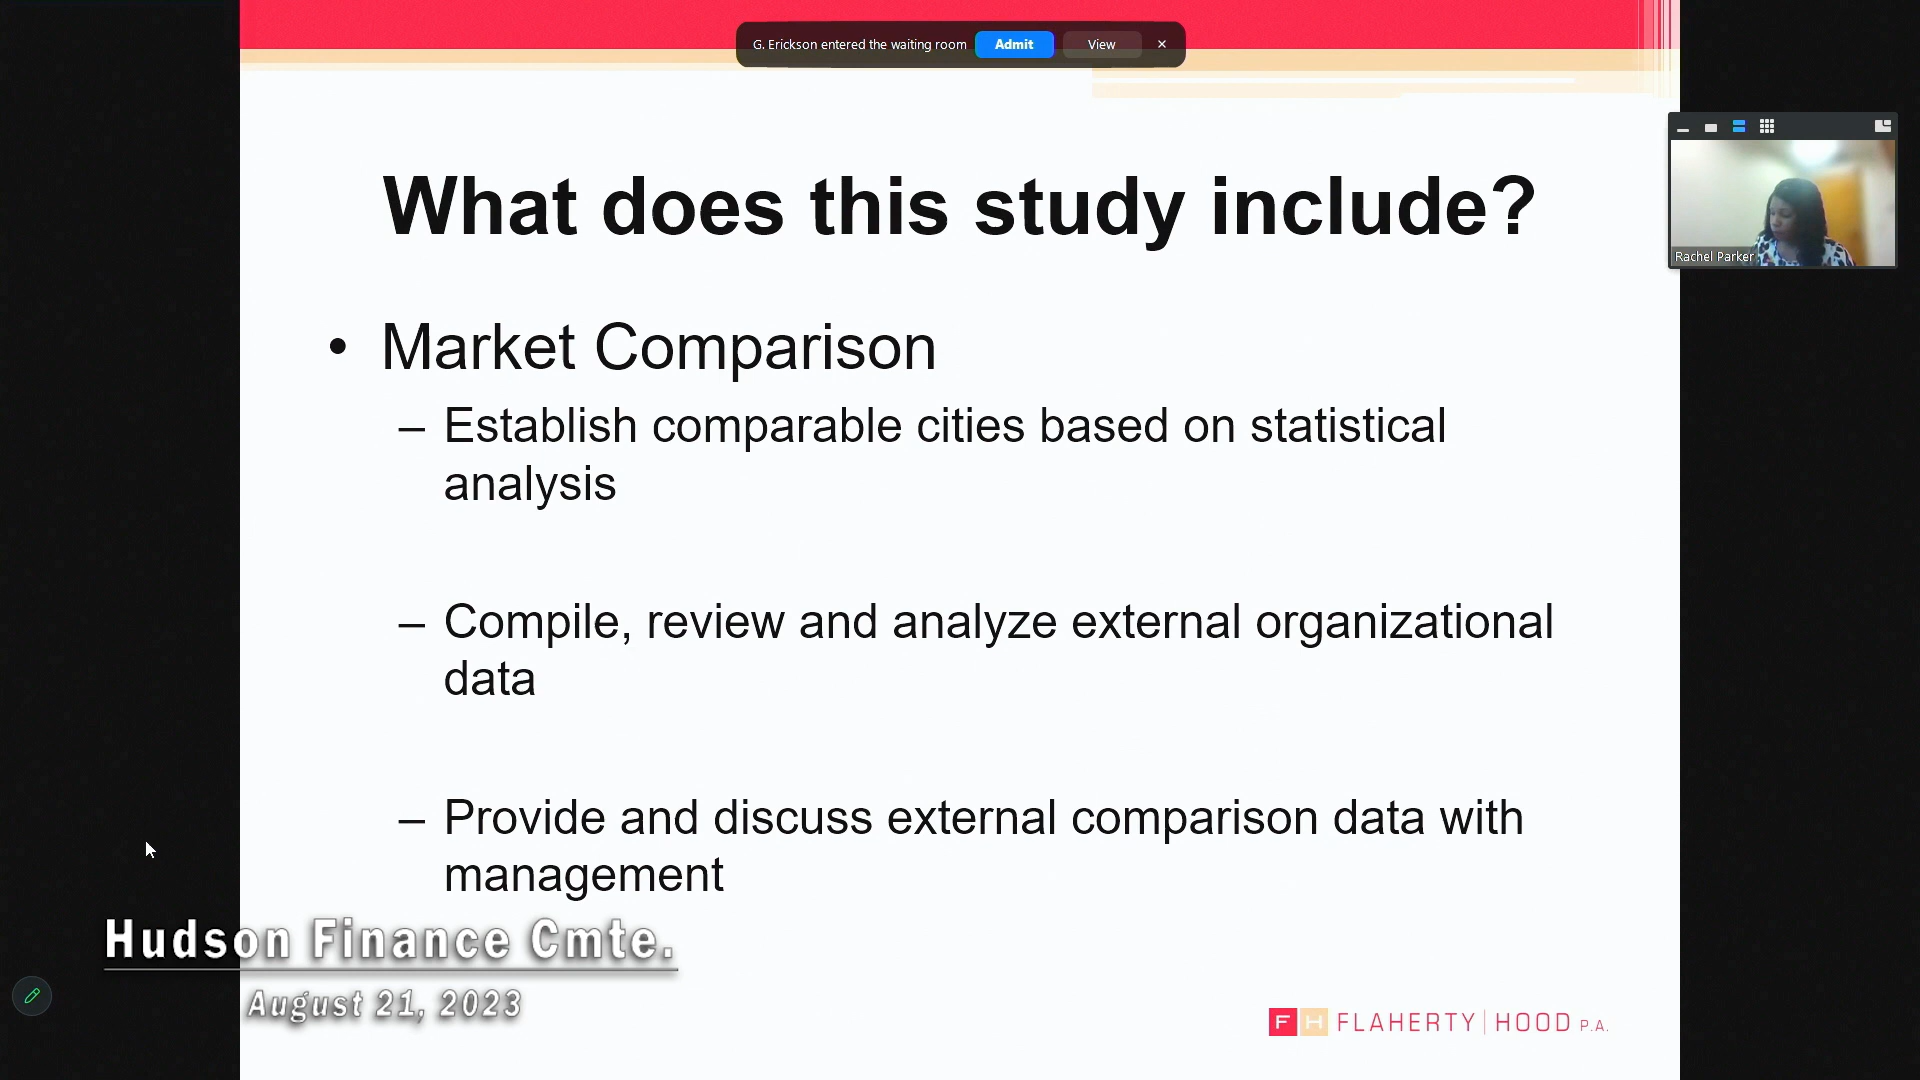 G. Erickson entered the waiting room Admit View ×
What does this study include?
Rachel Parker
• Market Comparison
– Establish comparable cities based on statistical
analysis
– Compile, review and analyze external organizational
data
– Provide and discuss external comparison data with
management
Hudson Finance Cmte.
August 21, 2023
FH FLAHERTY|HOOD P.A.